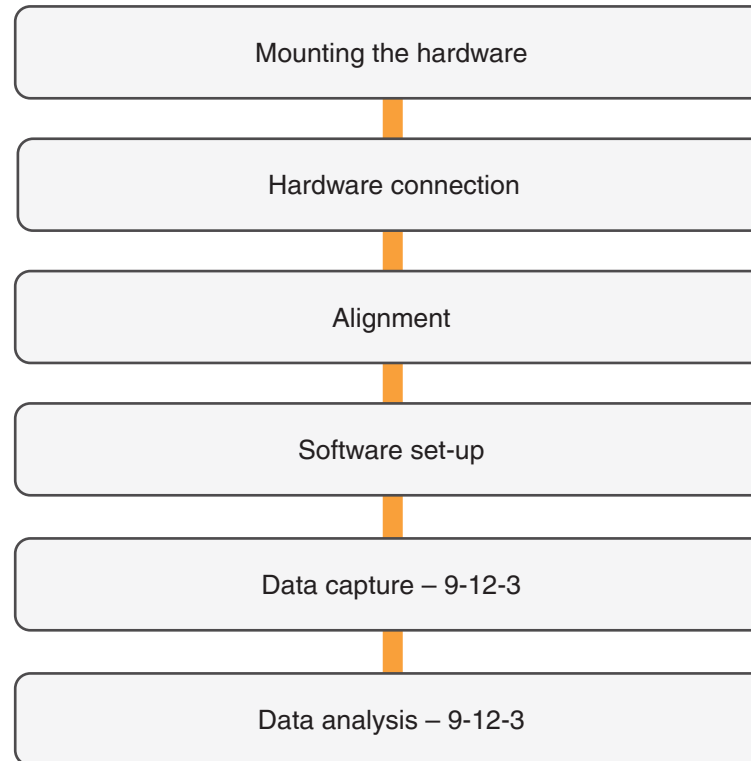 Mounting the hardware
Hardware connection
Alignment
Software set-up
Data capture – 9-12-3
Data analysis – 9-12-3